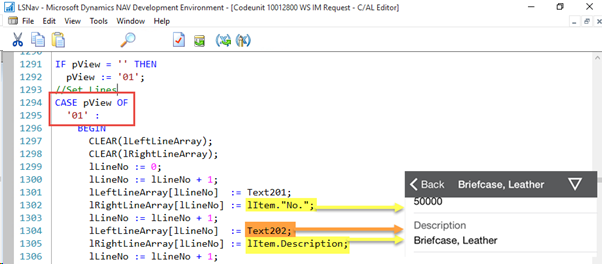 LSNav - Microsoft Dynamics NAV Development Environment - [Codeunit 10012800 WS IM Request - C/AL Editor]
File Edit View Tools Window Help
1291 IF pView = '' THEN
1292 pView := '01';
1293 //Set Lines
1294 CASE pView OF
1295 '01' :
1296 BEGIN
1297 CLEAR(lLeftLineArray);
1298 CLEAR(lRightLineArray);
1299 lLineNo := 0;
1300 lLineNo := lLineNo + 1;
1301 lLeftLineArray[lLineNo] := Text201;
1302 lRightLineArray[lLineNo] := lItem."No.";
1303 lLineNo := lLineNo + 1;
1304 lLeftLineArray[lLineNo] := Text202;
1305 lRightLineArray[lLineNo] := lItem.Description;
1306 lLineNo := lLineNo + 1;
Back Briefcase, Leather
50000
Description
Briefcase, Leather